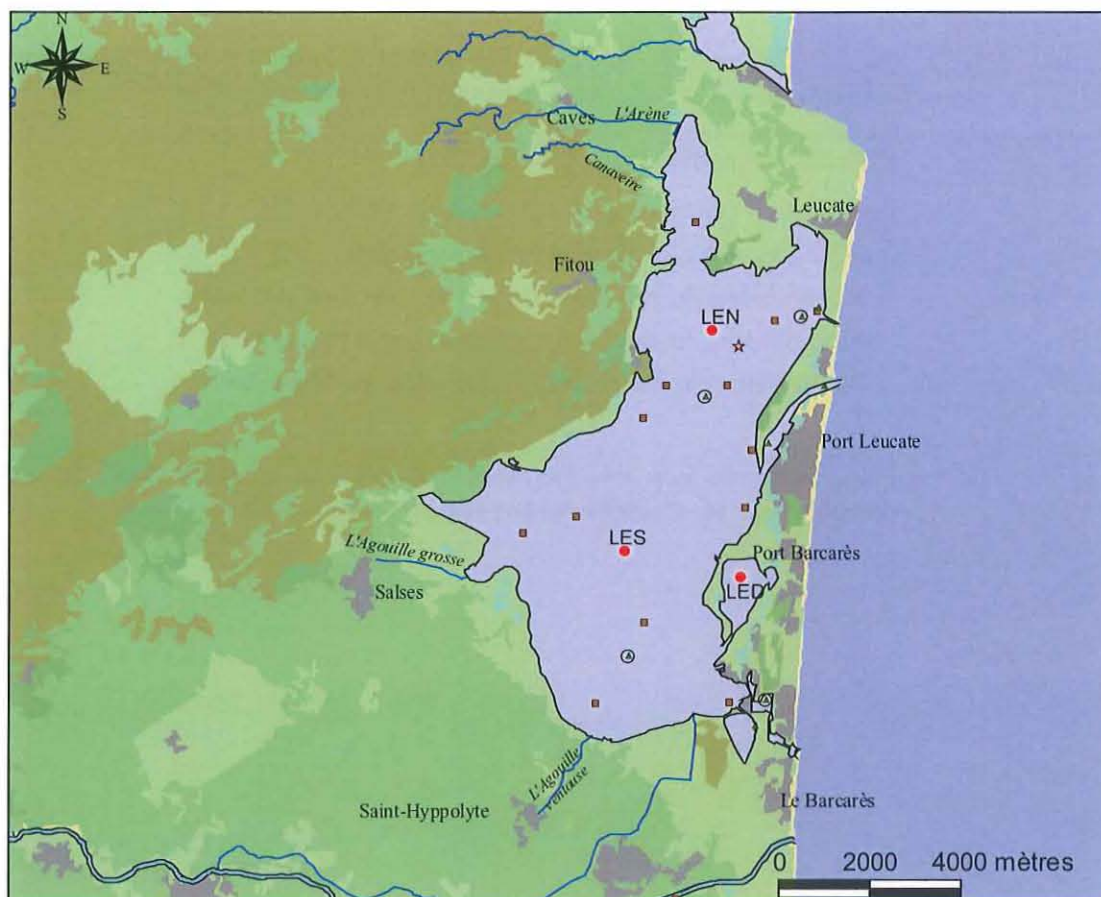 N
W E
S
Caves L'Arène
Canaveire
Leucate
Fitou
LEN
Port Leucate
L'Agouille grosse
LES
Port Barcarès
Salses
LED
L'Agouille
ventouse
Saint-Hyppolyte
Le Barcarès
0 2000 4000 mètres